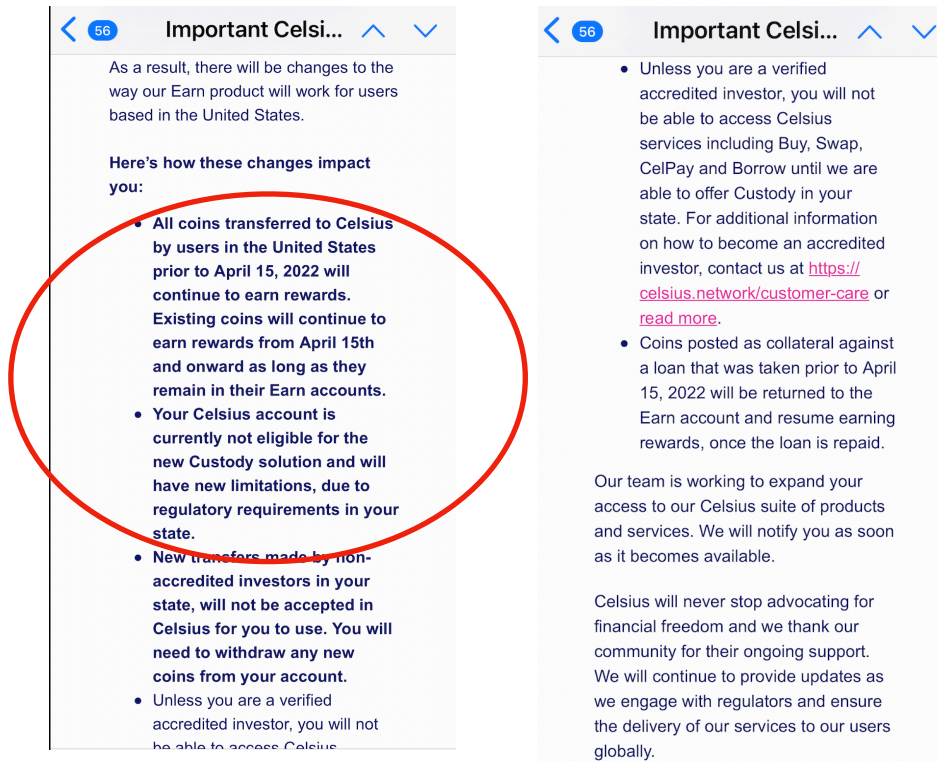 56
Important Celsi...
As a result, there will be changes to the
way our Earn product will work for users
based in the United States.
Here's how these changes impact
you:
• All coins transferred to Celsius
by users in the United States
prior to April 15, 2022 will
continue to earn rewards.
Existing coins will continue to
earn rewards from April 15th
and onward as long as they
remain in their Earn accounts.
• Your Celsius account is
currently not eligible for the
new Custody solution and will
have new limitations, due to
regulatory requirements in your
state.
• New transfers made by non-
accredited investors in your
state, will not be accepted in
Celsius for you to use. You will
need to withdraw any new
coins from your account.
• Unless you are a verified
accredited investor, you will not
be able to access Celsius
56
Important Celsi...
• Unless you are a verified
accredited investor, you will not
be able to access Celsius
services including Buy, Swap,
CelPay and Borrow until we are
able to offer Custody in your
state. For additional information
on how to become an accredited
investor, contact us at https://
celsius.network/customer-care or
read more.
• Coins posted as collateral against
a loan that was taken prior to April
15, 2022 will be returned to the
Earn account and resume earning
rewards, once the loan is repaid.
Our team is working to expand your
access to our Celsius suite of products
and services. We will notify you as soon
as it becomes available.
Celsius will never stop advocating for
financial freedom and we thank our
community for their ongoing support.
We will continue to provide updates as
we engage with regulators and ensure
the delivery of our services to our users
globally.